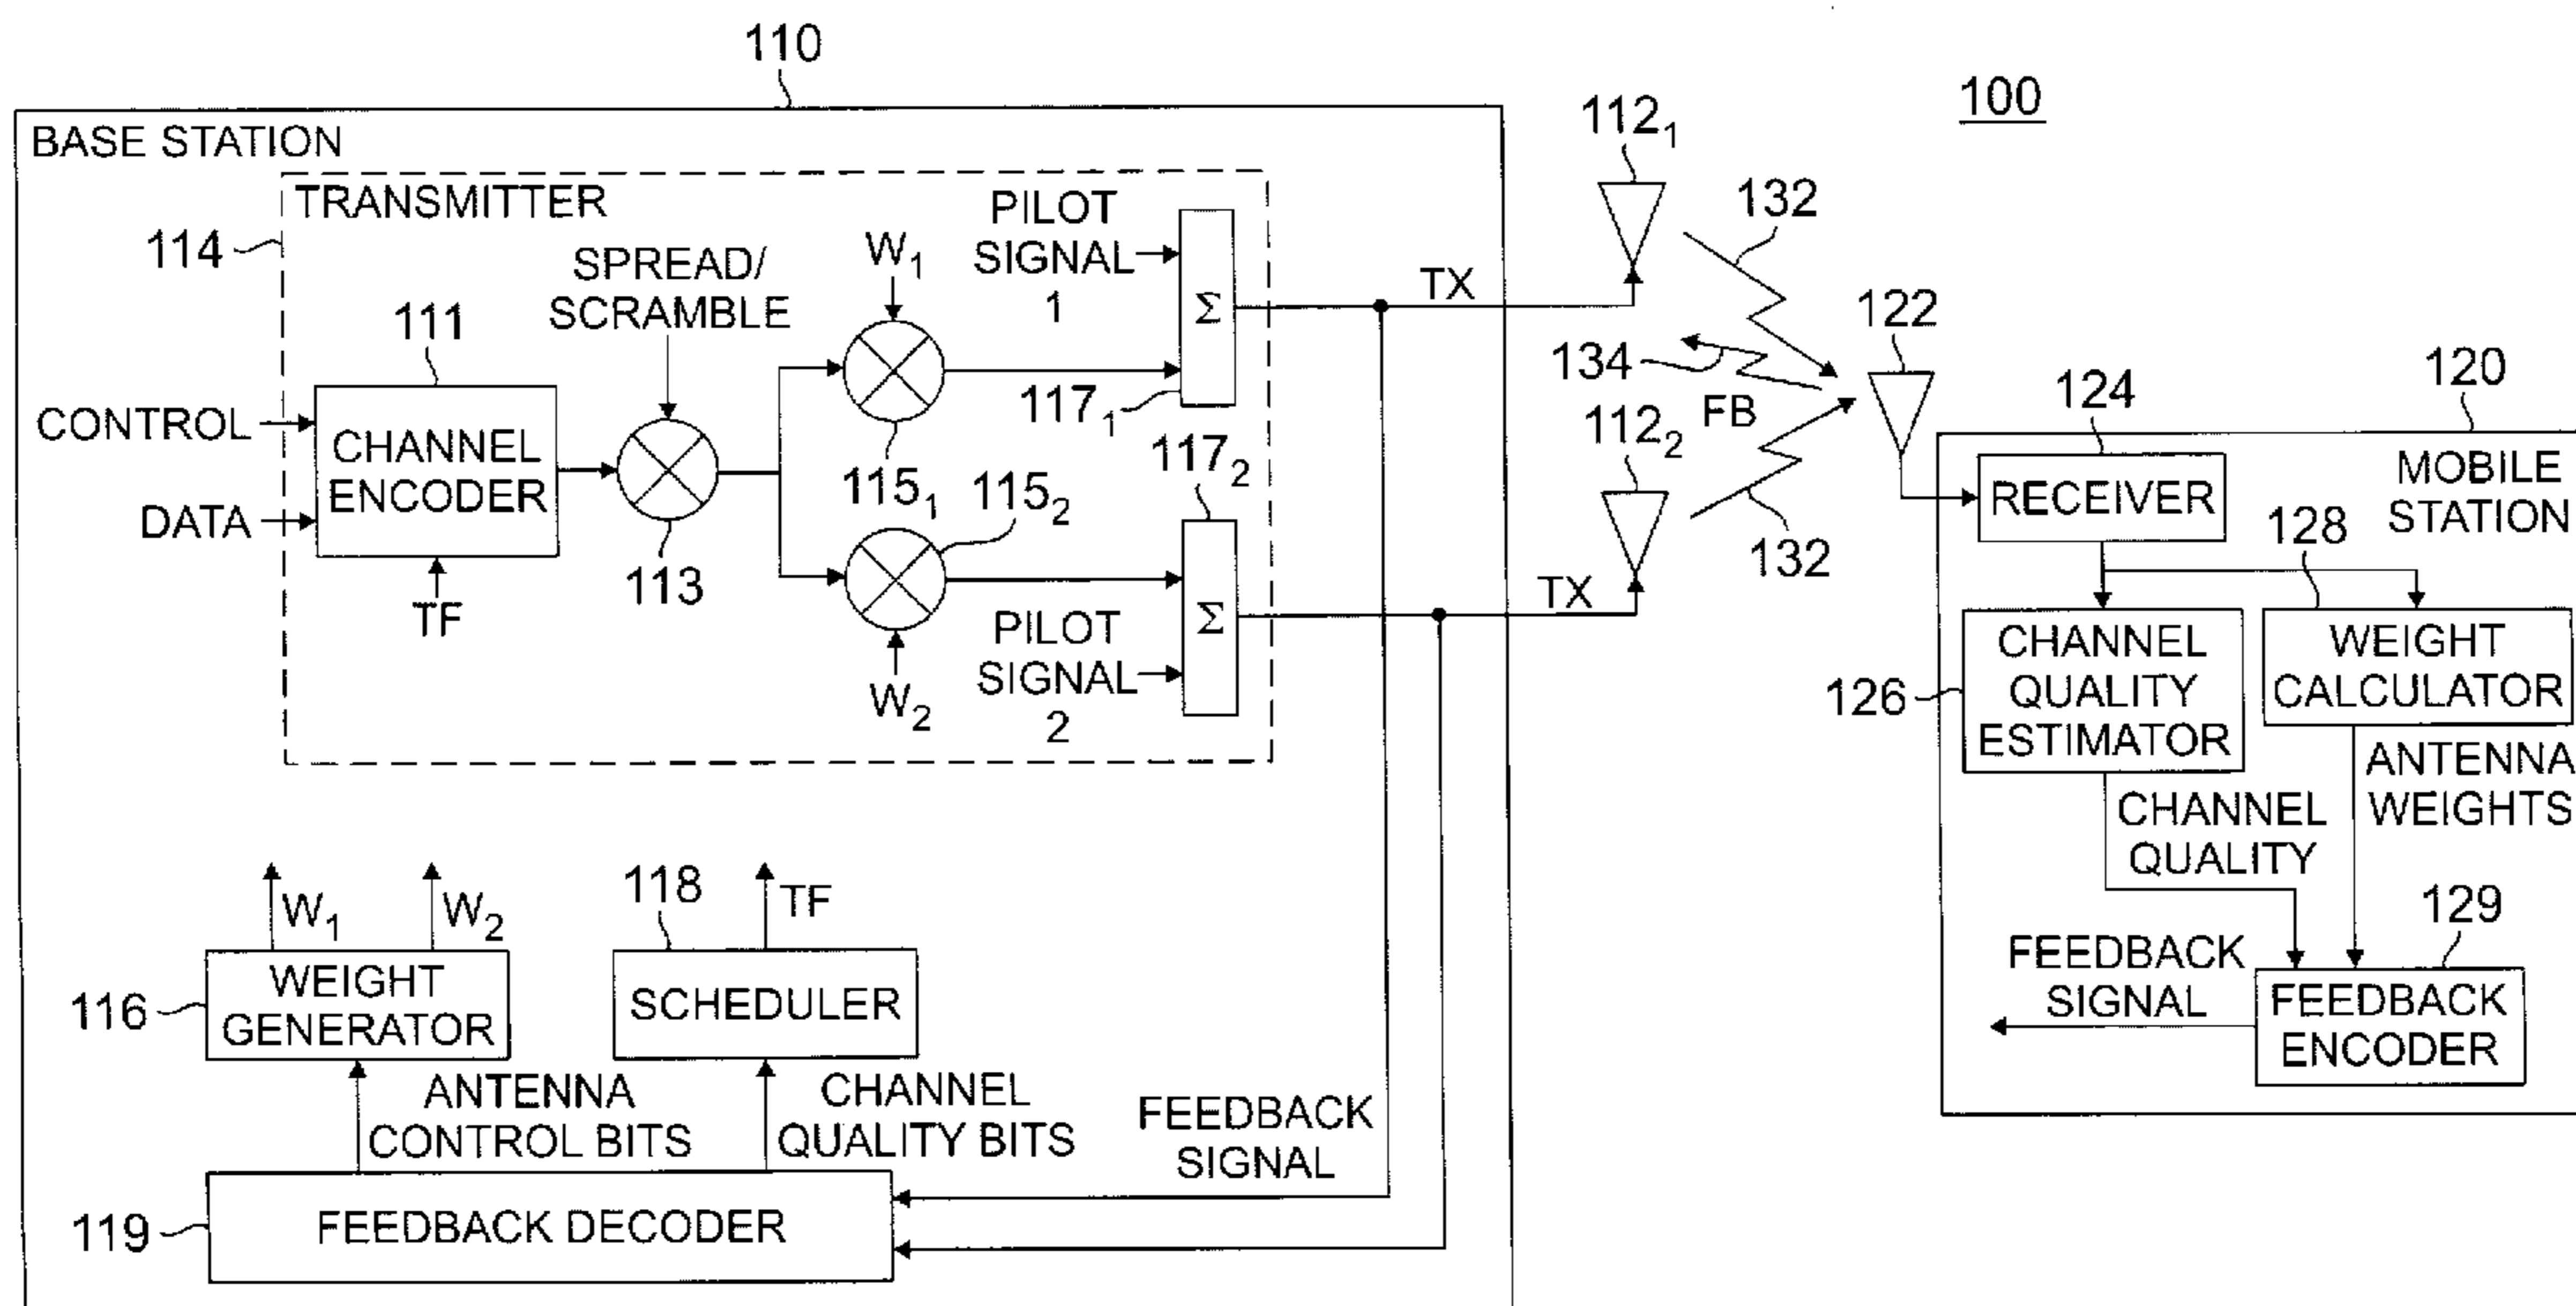 110
100
BASE STATION
112₁
TRANSMITTER
114
PILOT
SIGNAL
1
132
SPREAD/
SCRAMBLE
W₁
Σ
TX
111
122
134
FB
120
124
CONTROL
CHANNEL
ENCODER
117₁
112₂
MOBILE
STATION
RECEIVER
115₁
115₂
117₂
DATA
128
113
132
TF
PILOT
SIGNAL
2
Σ
TX
W₂
CHANNEL
QUALITY
ESTIMATOR
WEIGHT
CALCULATOR
126
ANTENNA
WEIGHTS
CHANNEL
QUALITY
118
W₁
W₂
TF
129
WEIGHT
GENERATOR
SCHEDULER
116
FEEDBACK
SIGNAL
FEEDBACK
ENCODER
ANTENNA
CONTROL BITS
CHANNEL
QUALITY BITS
FEEDBACK
SIGNAL
119
FEEDBACK DECODER